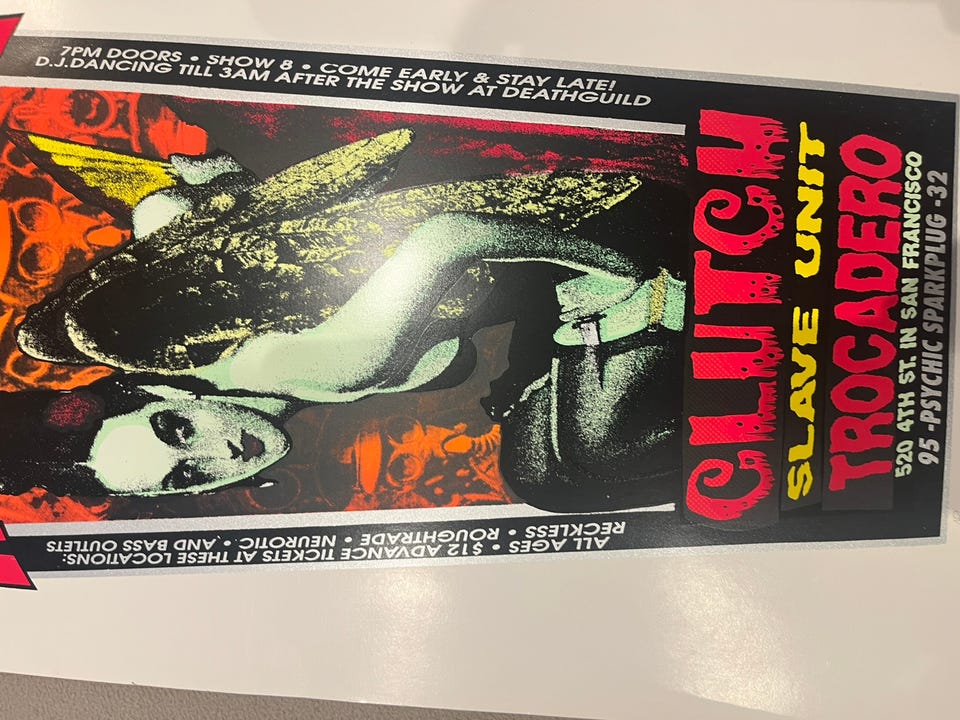 7PM DOORS • SHOW 8 • COME EARLY & STAY LATE!
D.J.DANCING TILL 3AM AFTER THE SHOW AT DEATHGUILD
CLUTCH
SLAVE UNIT
TROCADERO
520 4TH ST. IN SAN FRANCISCO
95 -PSYCHIC SPARKPLUG -32
ALL AGES • $12 ADVANCE TICKETS AT THESE LOCATIONS:
RECKLESS • ROUGHTRADE • NEUROTIC • AND BASS OUTLETS